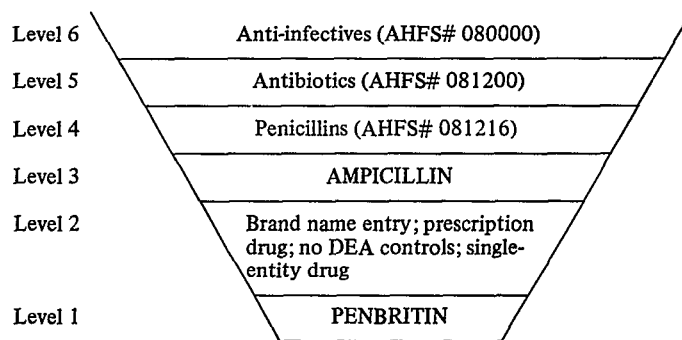 Level 6 Anti-infectives (AHFS# 080000)
Level 5 Antibiotics (AHFS# 081200)
Level 4 Penicillins (AHFS# 081216)
Level 3 AMPICILLIN
Level 2 Brand name entry; prescription
drug; no DEA controls; single-
entity drug
Level 1 PENBRITIN